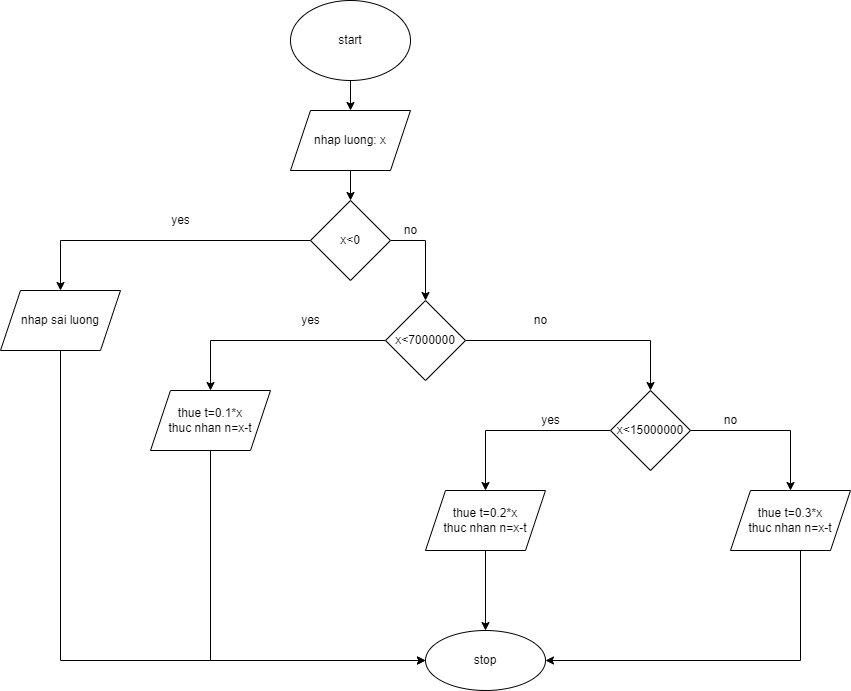 start
nhap luong: x
yes
x<0
no
nhap sai luong
yes
x<7000000
no
thue t=0.1*x
thuc nhan n=x-t
yes
x<15000000
no
thue t=0.2*x
thuc nhan n=x-t
thue t=0.3*x
thuc nhan n=x-t
stop